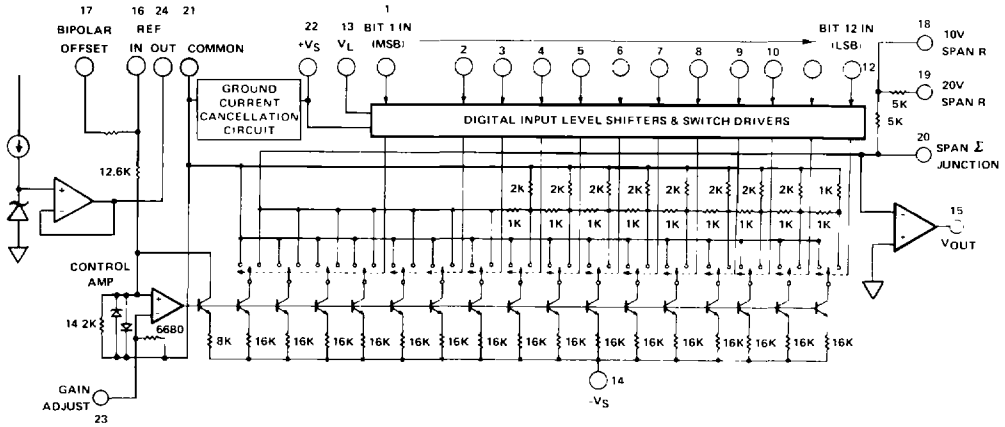 17
BIPOLAR
OFFSET
16 24
REF
IN OUT
21
COMMON
22
+VS
13
VL
1
BIT 1 IN
(MSB)
2
3
4
5
6
7
8
9
10
BIT 12 IN
(LSB)
12
18
10V
SPAN R
19
20V
SPAN R
5K
5K
20
SPAN Σ
JUNCTION
GROUND
CURRENT
CANCELLATION
CIRCUIT
DIGITAL INPUT LEVEL SHIFTERS & SWITCH DRIVERS
12.6K
2K 2K 2K 2K 2K 2K 2K 1K
1K 1K 1K 1K 1K 1K 1K 1K
+
-
-
+
15
VOUT
CONTROL
AMP
+
-
14.2K
6680
8K 16K 16K 16K 16K 16K 16K 16K 16K 16K 16K 16K 16K 16K 16K 16K
14
-VS
GAIN
ADJUST
23